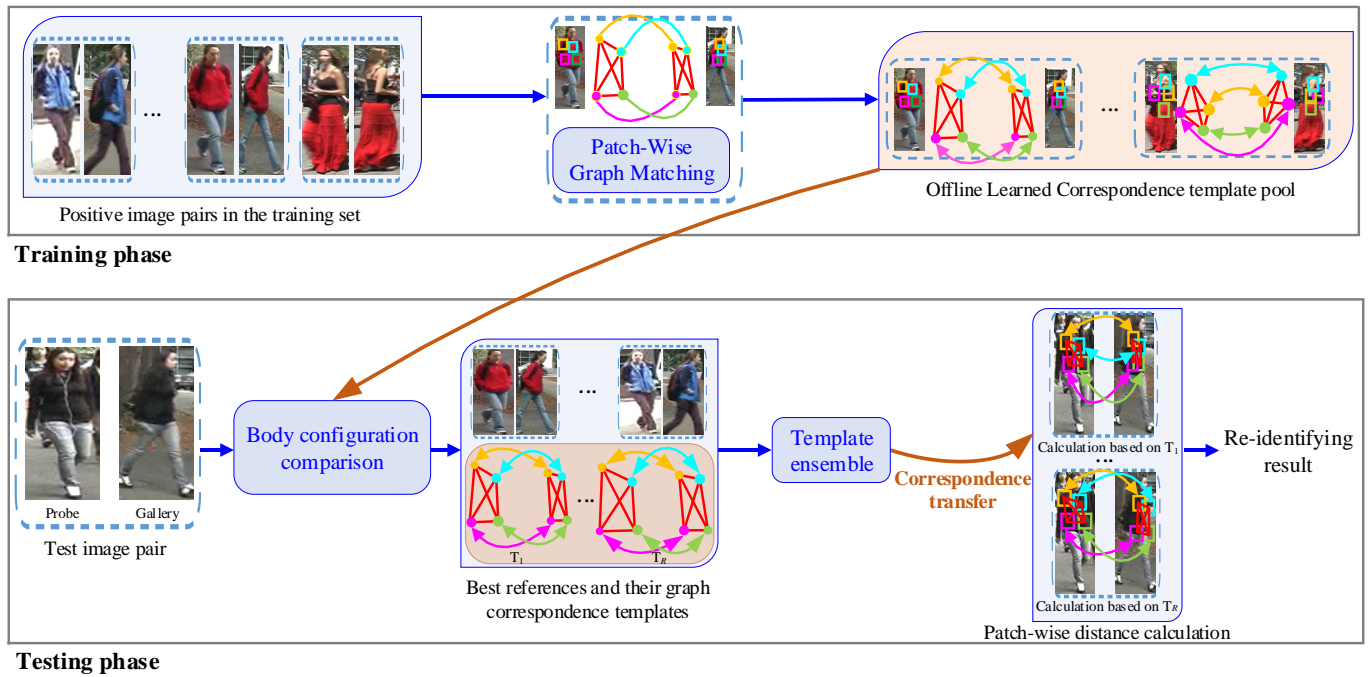 ...
Positive image pairs in the training set
Patch-Wise
Graph Matching
...
Offline Learned Correspondence template pool
Training phase
Probe
Gallery
Test image pair
Body configuration
comparison
...
...
T1
TR
Best references and their graph
correspondence templates
Template
ensemble
Correspondence
transfer
Calculation based on T1
...
Calculation based on TR
Patch-wise distance calculation
Re-identifying
result
Testing phase